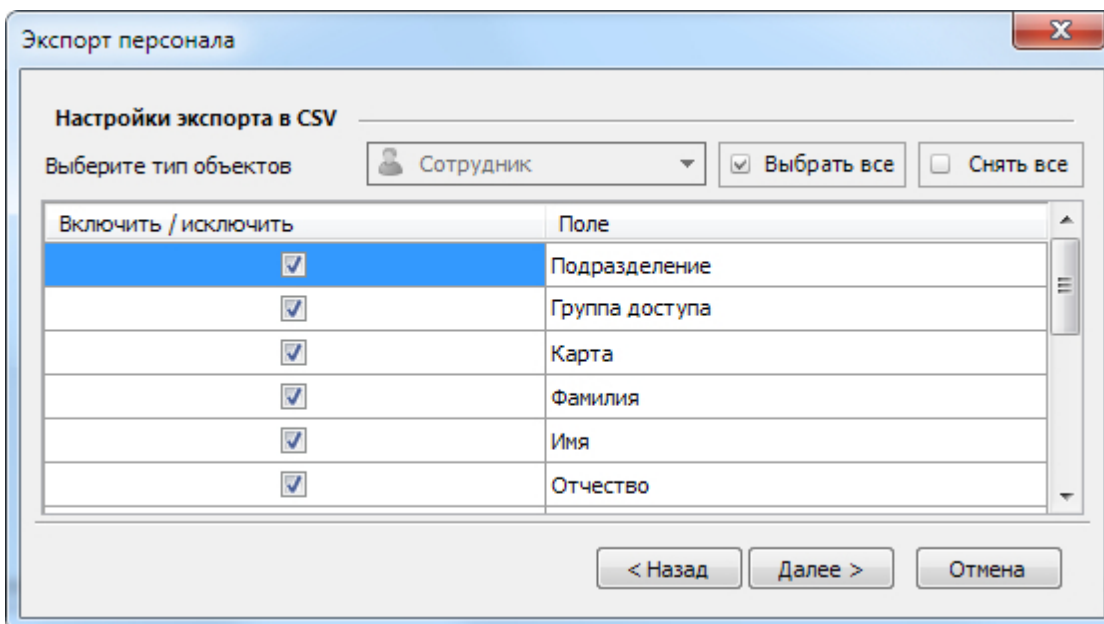 Экспорт персонала
Настройки экспорта в CSV
Выберите тип объектов Сотрудник Выбрать все Снять все
Включить / исключить Поле
Подразделение
Группа доступа
Карта
Фамилия
Имя
Отчество
< Назад Далее > Отмена